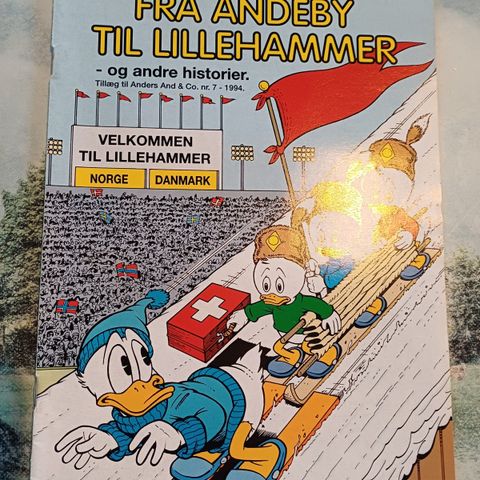 FRA ANDEBY
TIL LILLEHAMMER
- og andre historier.
Tillæg til Anders And & Co. nr. 7 - 1994.
VELKOMMEN
TIL LILLEHAMMER
NORGE DANMARK